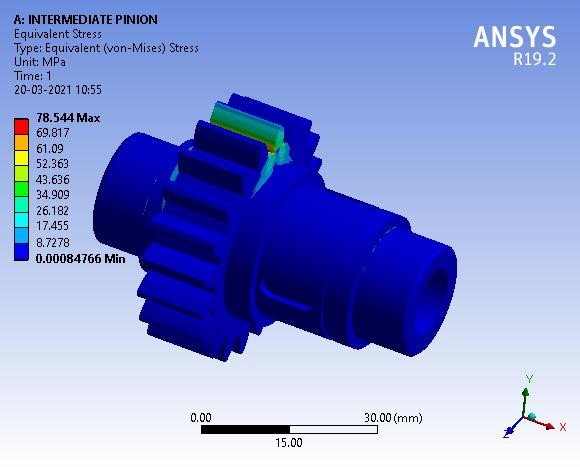 A: INTERMEDIATE PINION
Equivalent Stress
Type: Equivalent (von-Mises) Stress
Unit: MPa
Time: 1
20-03-2021 10:55
ANSYS
R19.2
78.544 Max
69.817
61.09
52.363
43.636
34.909
26.182
17.455
8.7278
0.00084766 Min
0.00
30.00 (mm)
15.00
Y
X
Z